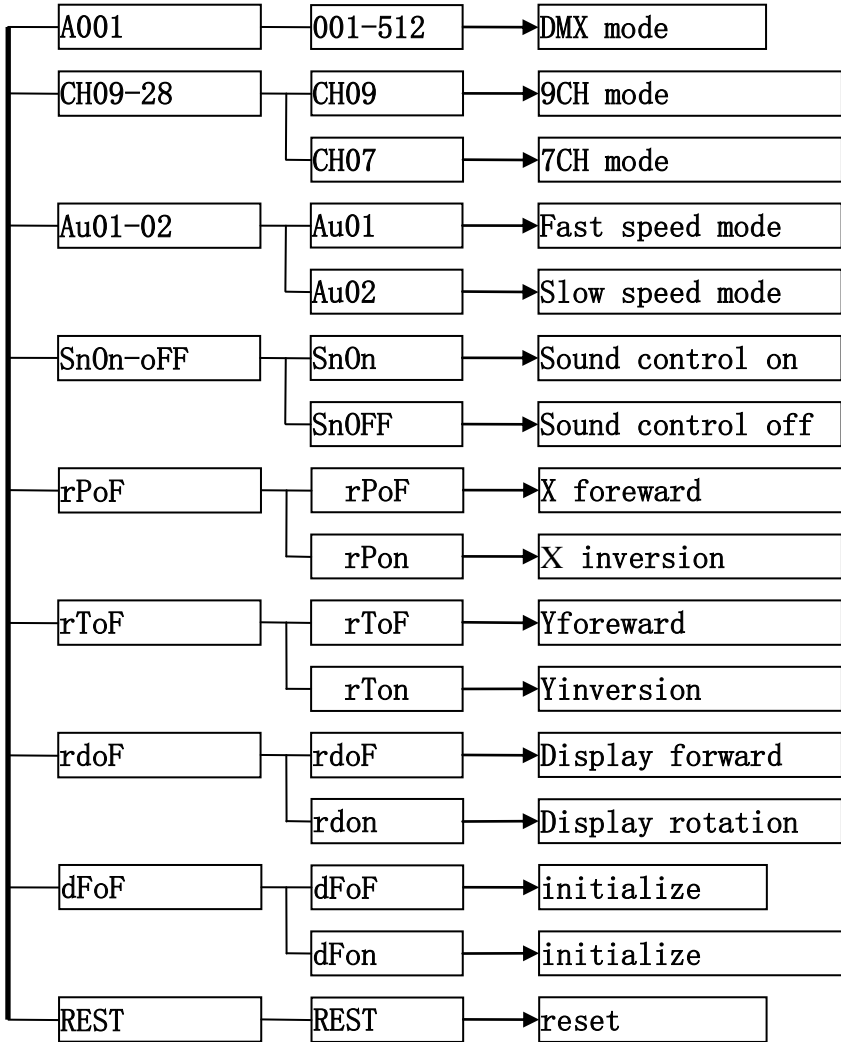 A001 001-512 DMX mode
CH09-28 CH09 9CH mode
CH07 7CH mode
Au01-02 Au01 Fast speed mode
Au02 Slow speed mode
SnOn-oFF SnOn Sound control on
SnOFF Sound control off
rPoF rPoF X foreward
rPon X inversion
rToF rToF Yforeward
rTon Yinversion
rdoF rdoF Display forward
rdon Display rotation
dFoF dFoF initialize
dFon initialize
REST REST reset